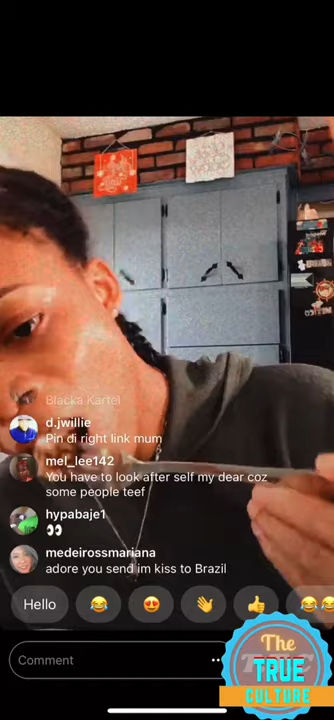 Blacka Kartel
d.jwillie
Pin di right link mum
mel_lee142
You have to look after self my dear coz
some people teef
hypabaje1
👀
medeirossmariana
adore you send im kiss to Brazil
Hello
Comment
The
TRUE
CULTURE